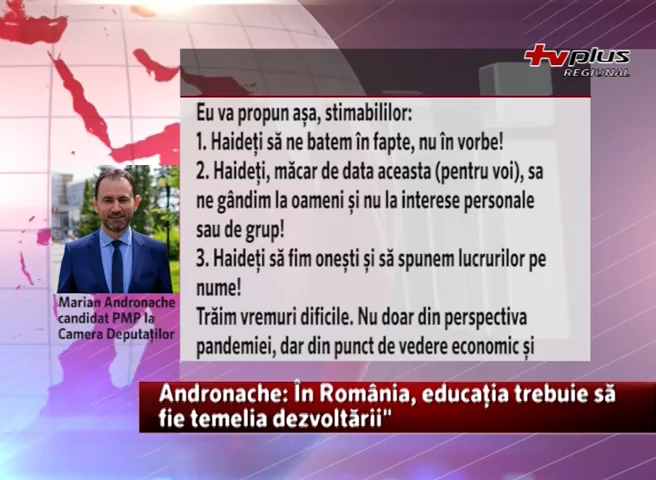 tv plus
REGIONAL
Eu va propun așa, stimabililor:
1. Haideți să ne batem în fapte, nu în vorbe!
2. Haideți, măcar de data aceasta (pentru voi), sa
ne gândim la oameni și nu la interese personale
sau de grup!
3. Haideți să fim onești și să spunem lucrurilor pe
nume!
Trăim vremuri dificile. Nu doar din perspectiva
pandemiei, dar din punct de vedere economic și
Marian Andronache
candidat PMP la
Camera Deputaților
Andronache: În România, educația trebuie să
fie temelia dezvoltării"